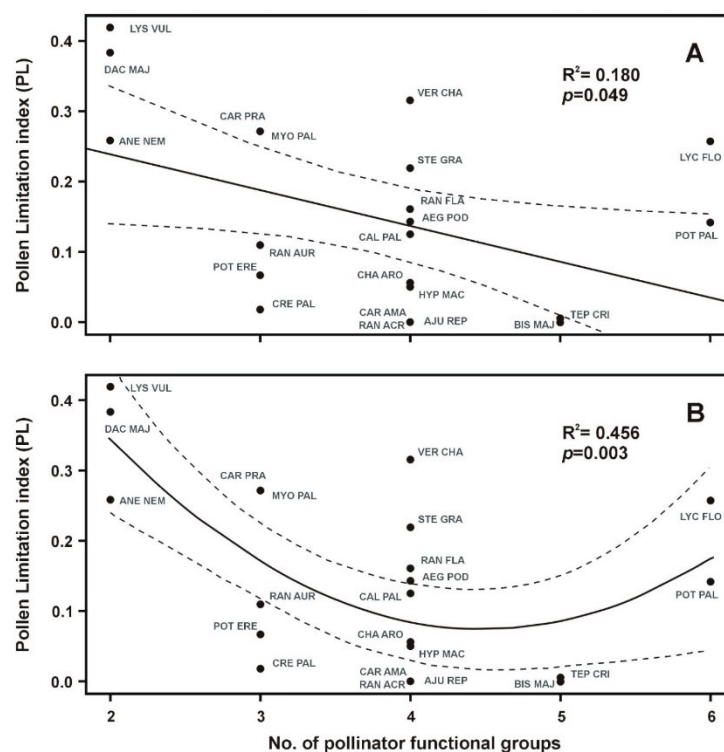 Pollen Limitation index (PL)
0.4
0.3
0.2
0.1
0.0
A
R²= 0.180
p=0.049
LYS VUL
DAC MAJ
VER CHA
CAR PRA
MYO PAL
ANE NEM
STE GRA
LYC FLO
RAN FLA
AEG POD
CAL PAL
POT PAL
RAN AUR
POT ERE
CHA ARO
HYP MAC
CRE PAL
CAR AMA
RAN ACR
AJU REP
TEP CRI
BIS MAJ
2
3
4
5
6
Pollen Limitation index (PL)
0.4
0.3
0.2
0.1
0.0
B
R²= 0.456
p=0.003
LYS VUL
DAC MAJ
VER CHA
CAR PRA
MYO PAL
ANE NEM
STE GRA
LYC FLO
RAN FLA
AEG POD
CAL PAL
POT PAL
RAN AUR
POT ERE
CHA ARO
HYP MAC
CRE PAL
CAR AMA
RAN ACR
AJU REP
TEP CRI
BIS MAJ
2
3
4
5
6
No. of pollinator functional groups